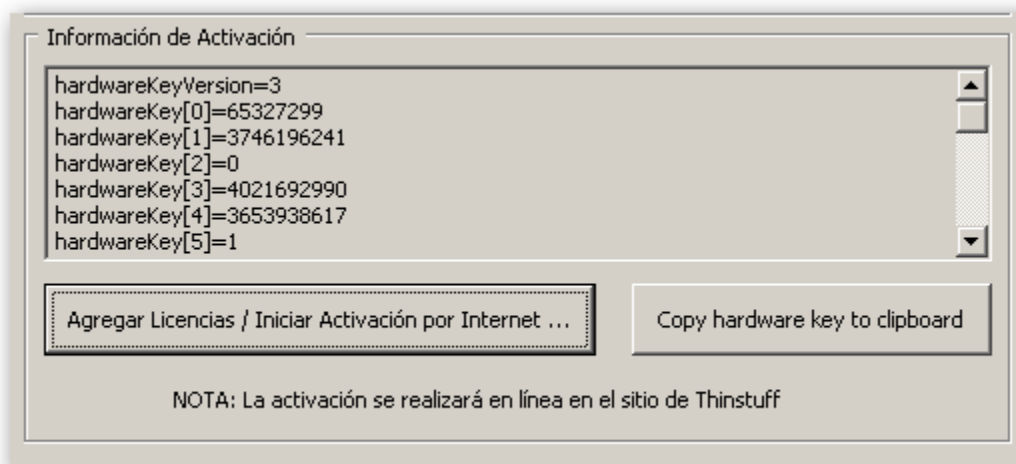 Información de Activación
hardwareKeyVersion=3
hardwareKey[0]=65327299
hardwareKey[1]=3746196241
hardwareKey[2]=0
hardwareKey[3]=4021692990
hardwareKey[4]=3653938617
hardwareKey[5]=1
Agregar Licencias / Iniciar Activación por Internet ...
Copy hardware key to clipboard
NOTA: La activación se realizará en línea en el sitio de Thinstuff